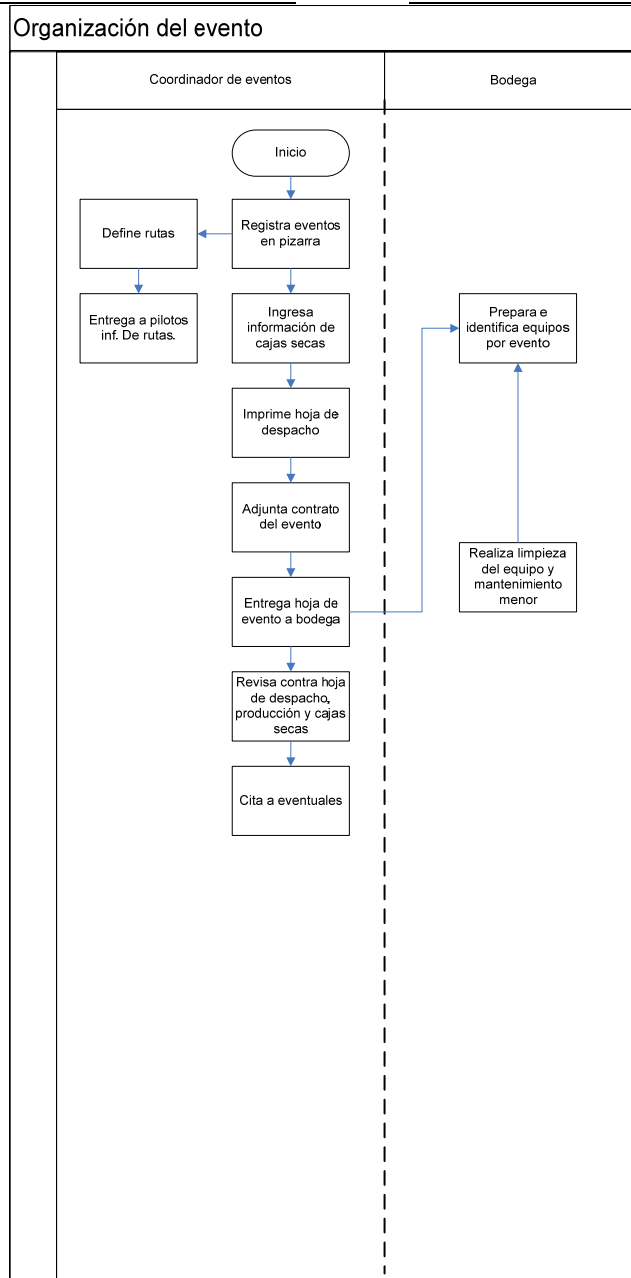 Organización del evento
Coordinador de eventos
Bodega
Inicio
Define rutas
Registra eventos
en pizarra
Entrega a pilotos
inf. De rutas.
Ingresa
información de
cajas secas
Prepara e
identifica equipos
por evento
Imprime hoja de
despacho
Adjunta contrato
del evento
Realiza limpieza
del equipo y
mantenimiento
menor
Entrega hoja de
evento a bodega
Revisa contra hoja
de despacho,
producción y cajas
secas
Cita a eventuales